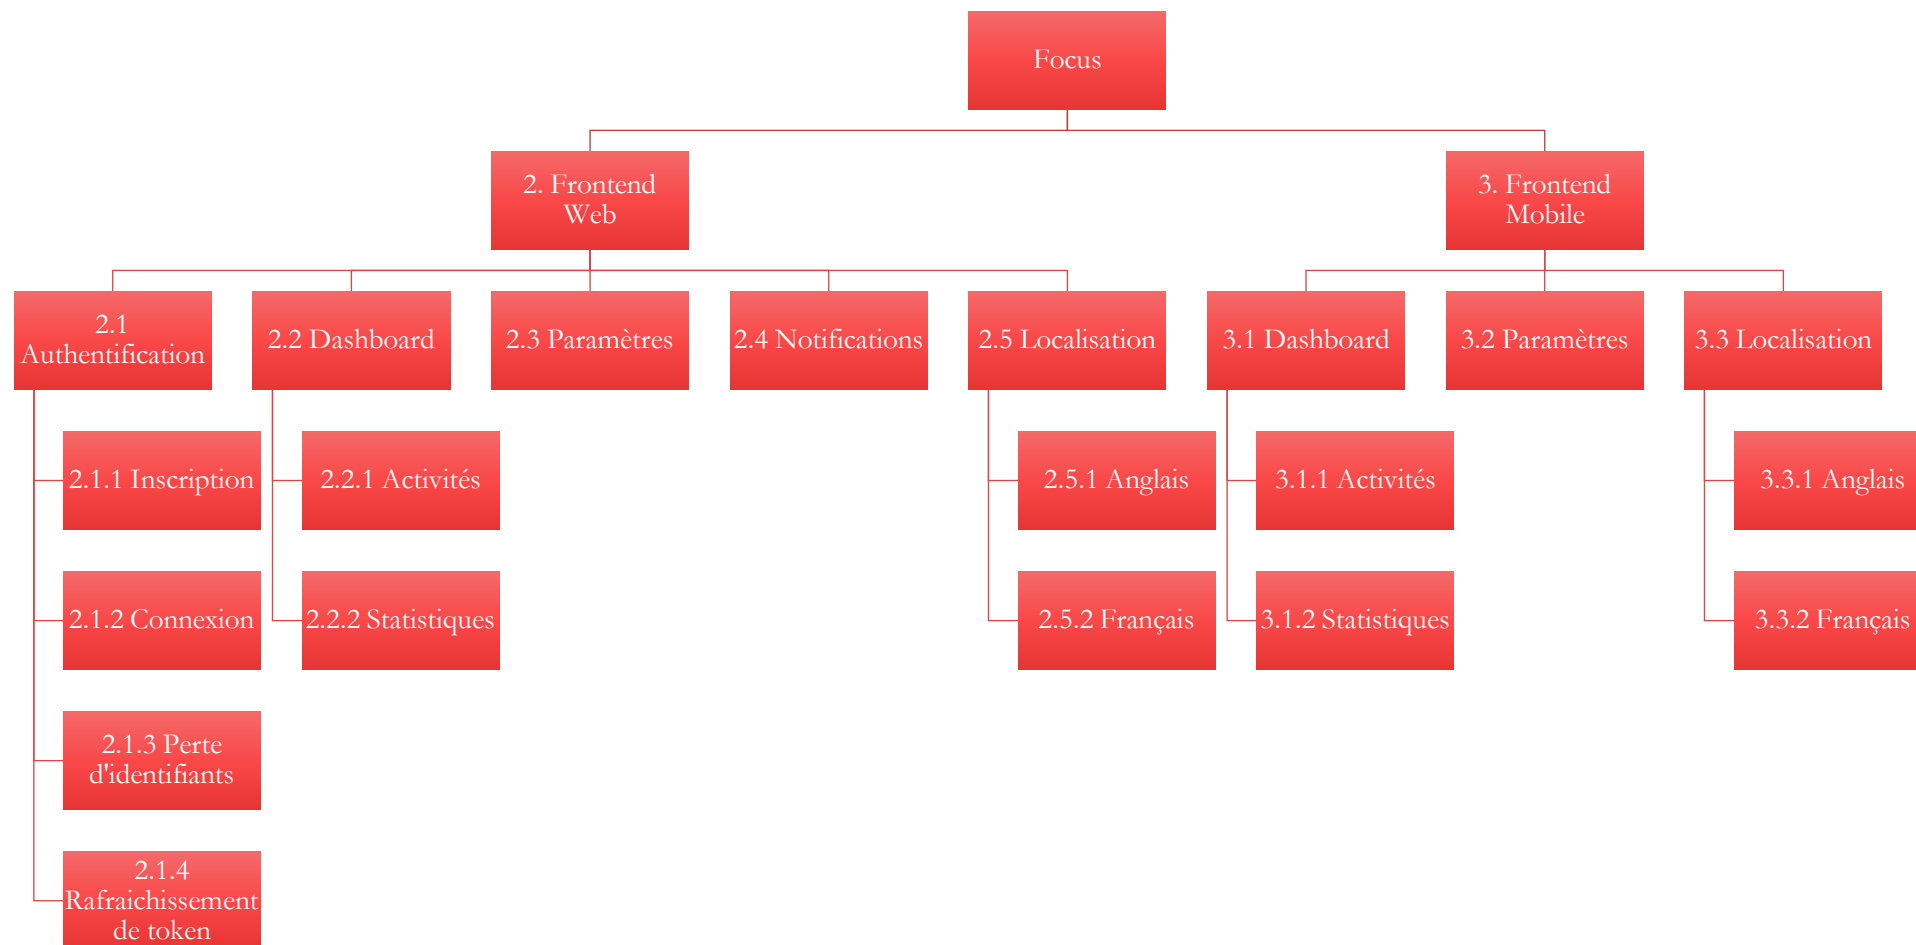 Focus
2. Frontend
Web
3. Frontend
Mobile
2.1
Authentification
2.2 Dashboard
2.3 Paramètres
2.4 Notifications
2.5 Localisation
3.1 Dashboard
3.2 Paramètres
3.3 Localisation
2.1.1 Inscription
2.2.1 Activités
2.5.1 Anglais
3.1.1 Activités
3.3.1 Anglais
2.1.2 Connexion
2.2.2 Statistiques
2.5.2 Français
3.1.2 Statistiques
3.3.2 Français
2.1.3 Perte
d'identifiants
2.1.4
Rafraichissement
de token